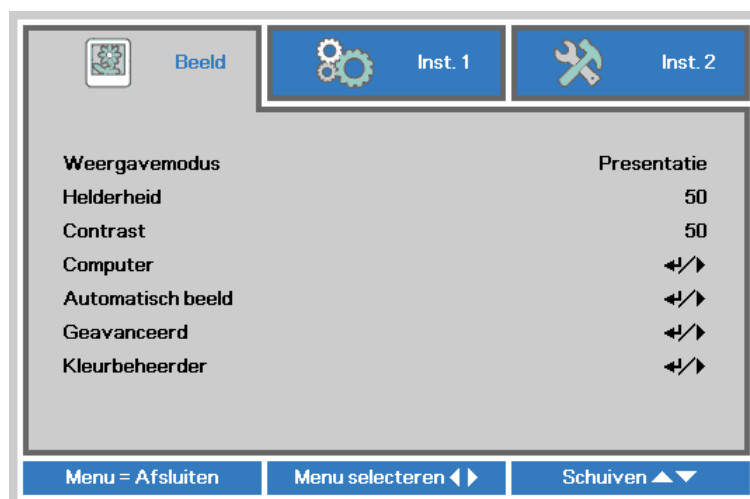 Beeld
Inst. 1
Inst. 2
Weergavemodus Presentatie
Helderheid 50
Contrast 50
Computer
Automatisch beeld
Geavanceerd
Kleurbeheerder
Menu = Afsluiten
Menu selecteren
Schuiven